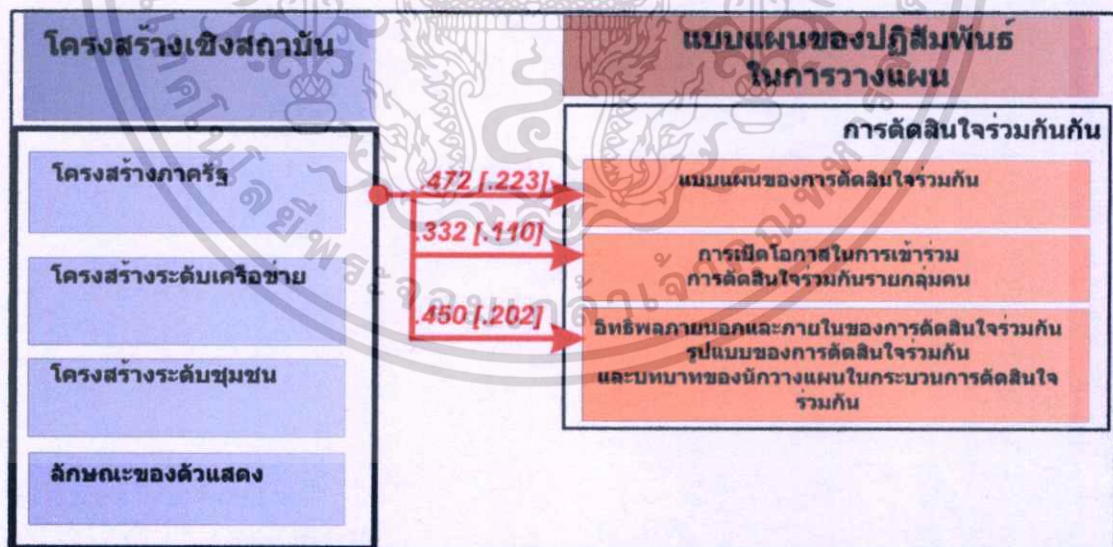 โครงสร้างเชิงสถาบัน
แบบแผนของปฏิสัมพันธ์
ในการวางแผน
โครงสร้างภาครัฐ
โครงสร้างระดับเครือข่าย
โครงสร้างระดับชุมชน
ลักษณะของตัวแสดง
.472 [.223]
.332 [.110]
.450 [.202]
การตัดสินใจร่วมกันกัน
แบบแผนของการตัดสินใจร่วมกัน
การเปิดโอกาสในการเข้าร่วม
การตัดสินใจร่วมกันรายกลุ่มคน
อิทธิพลภายนอกและภายในของการตัดสินใจร่วมกัน
รูปแบบของการตัดสินใจร่วมกัน
และบทบาทของนักวางแผนในกระบวนการตัดสินใจ
ร่วมกัน